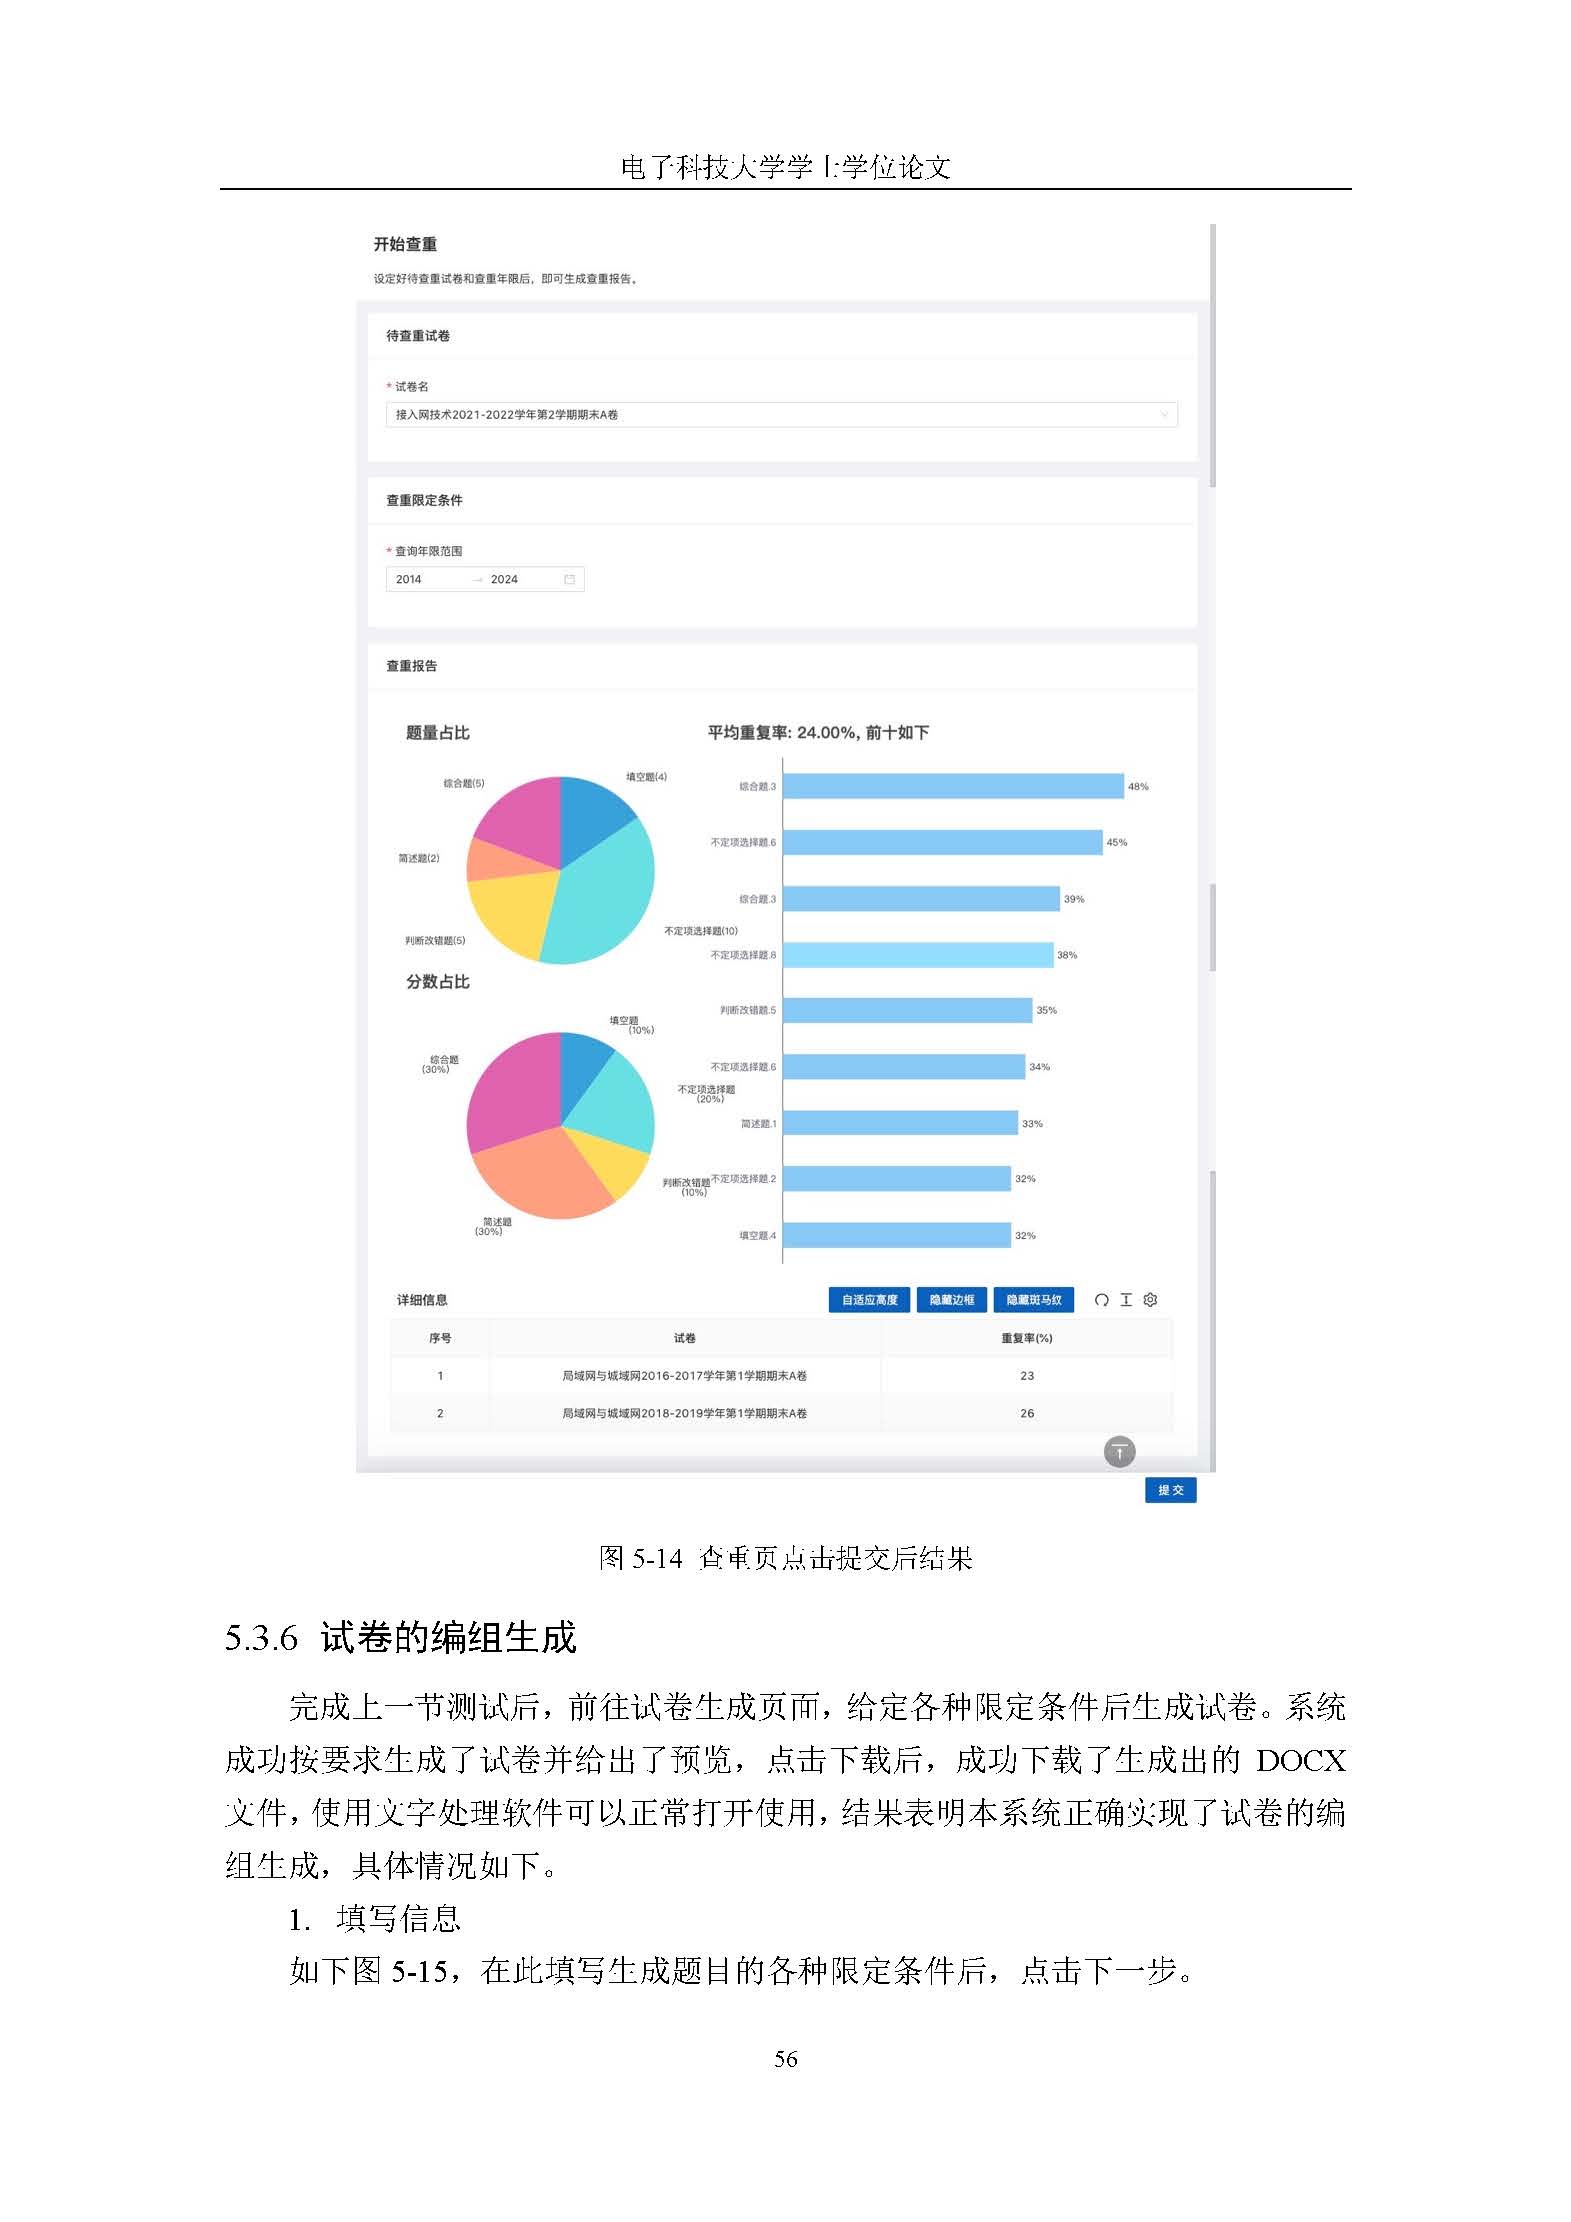 电子科技大学学士学位论文
开始查重
设定好待查重试卷和查重年限后，即可生成查重报告。
待查重试卷
* 试卷名
接入网技术2021-2022学年第2学期期末A卷
查重限定条件
* 查询年限范围
2014 → 2024
查重报告
题量占比
综合题(5)
填空题(4)
简述题(2)
判断改错题(5)
不定项选择题(10)
分数占比
填空题
(10%)
综合题
(30%)
不定项选择题
(20%)
判断改错题
(10%)
简述题
(30%)
平均重复率: 24.00%, 前十如下
综合题.3 48%
不定项选择题.6 45%
综合题.3 39%
不定项选择题.8 38%
判断改错题.5 35%
不定项选择题.6 34%
简述题.1 33%
不定项选择题.2 32%
填空题.4 32%
详细信息 自适应高度 隐藏边框 隐藏斑马纹
序号 试卷 重复率(%)
1 局域网与城域网2016-2017学年第1学期期末A卷 23
2 局域网与城域网2018-2019学年第1学期期末A卷 26
提交
图 5-14 查重页点击提交后结果
5.3.6 试卷的编组生成
完成上一节测试后，前往试卷生成页面，给定各种限定条件后生成试卷。系统
成功按要求生成了试卷并给出了预览，点击下载后，成功下载了生成出的 DOCX
文件，使用文字处理软件可以正常打开使用，结果表明本系统正确实现了试卷的编
组生成，具体情况如下。
1. 填写信息
如下图 5-15，在此填写生成题目的各种限定条件后，点击下一步。
56